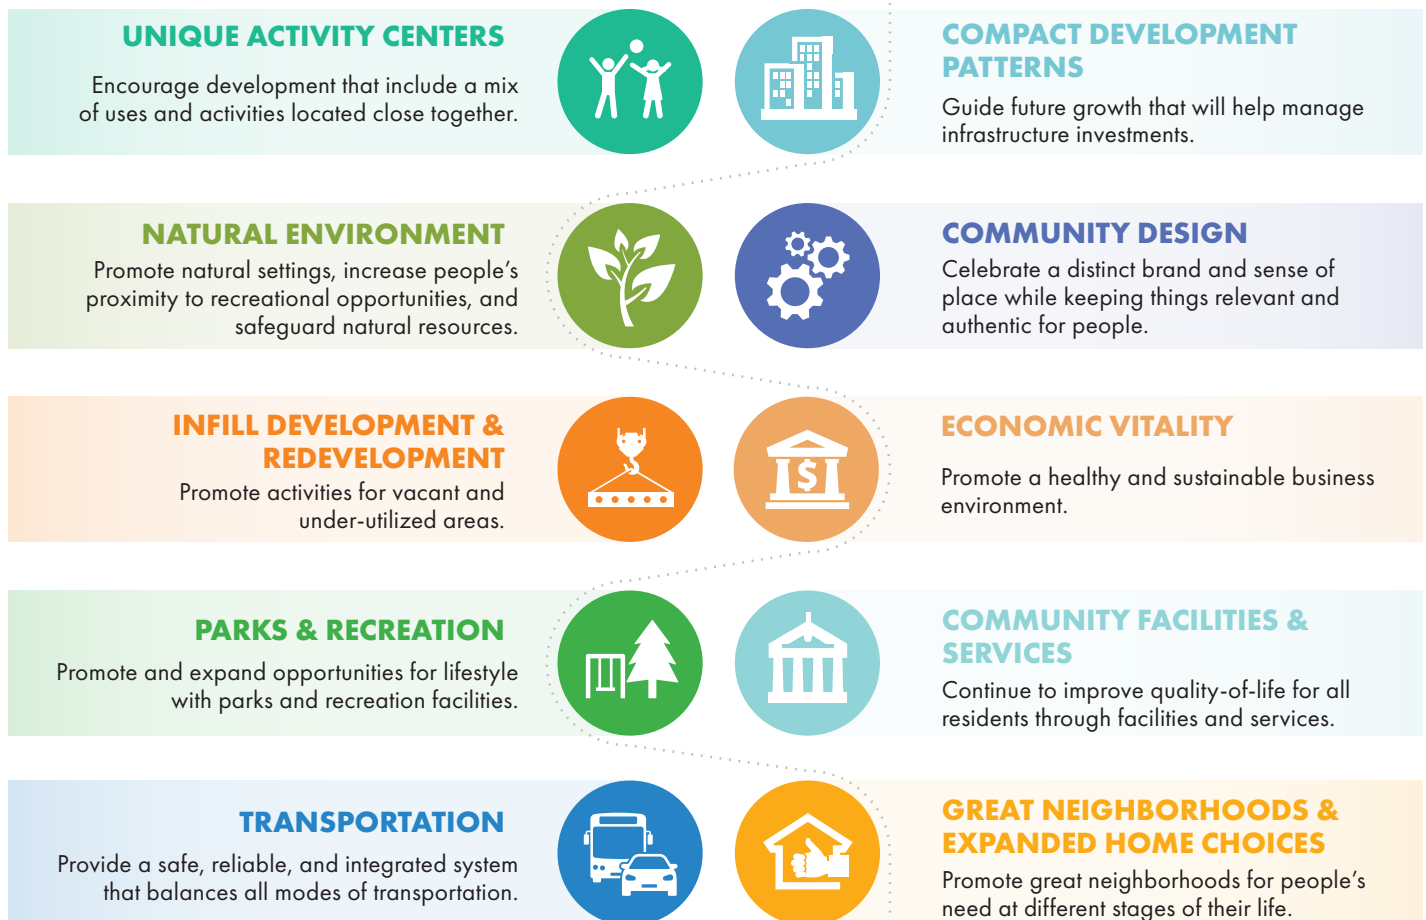 UNIQUE ACTIVITY CENTERS
Encourage development that include a mix
of uses and activities located close together.
COMPACT DEVELOPMENT
PATTERNS
Guide future growth that will help manage
infrastructure investments.
NATURAL ENVIRONMENT
Promote natural settings, increase people’s
proximity to recreational opportunities, and
safeguard natural resources.
COMMUNITY DESIGN
Celebrate a distinct brand and sense of
place while keeping things relevant and
authentic for people.
INFILL DEVELOPMENT &
REDEVELOPMENT
Promote activities for vacant and
under-utilized areas.
ECONOMIC VITALITY
Promote a healthy and sustainable business
environment.
$
PARKS & RECREATION
Promote and expand opportunities for lifestyle
with parks and recreation facilities.
COMMUNITY FACILITIES &
SERVICES
Continue to improve quality-of-life for all
residents through facilities and services.
TRANSPORTATION
Provide a safe, reliable, and integrated system
that balances all modes of transportation.
GREAT NEIGHBORHOODS &
EXPANDED HOME CHOICES
Promote great neighborhoods for people’s
need at different stages of their life.